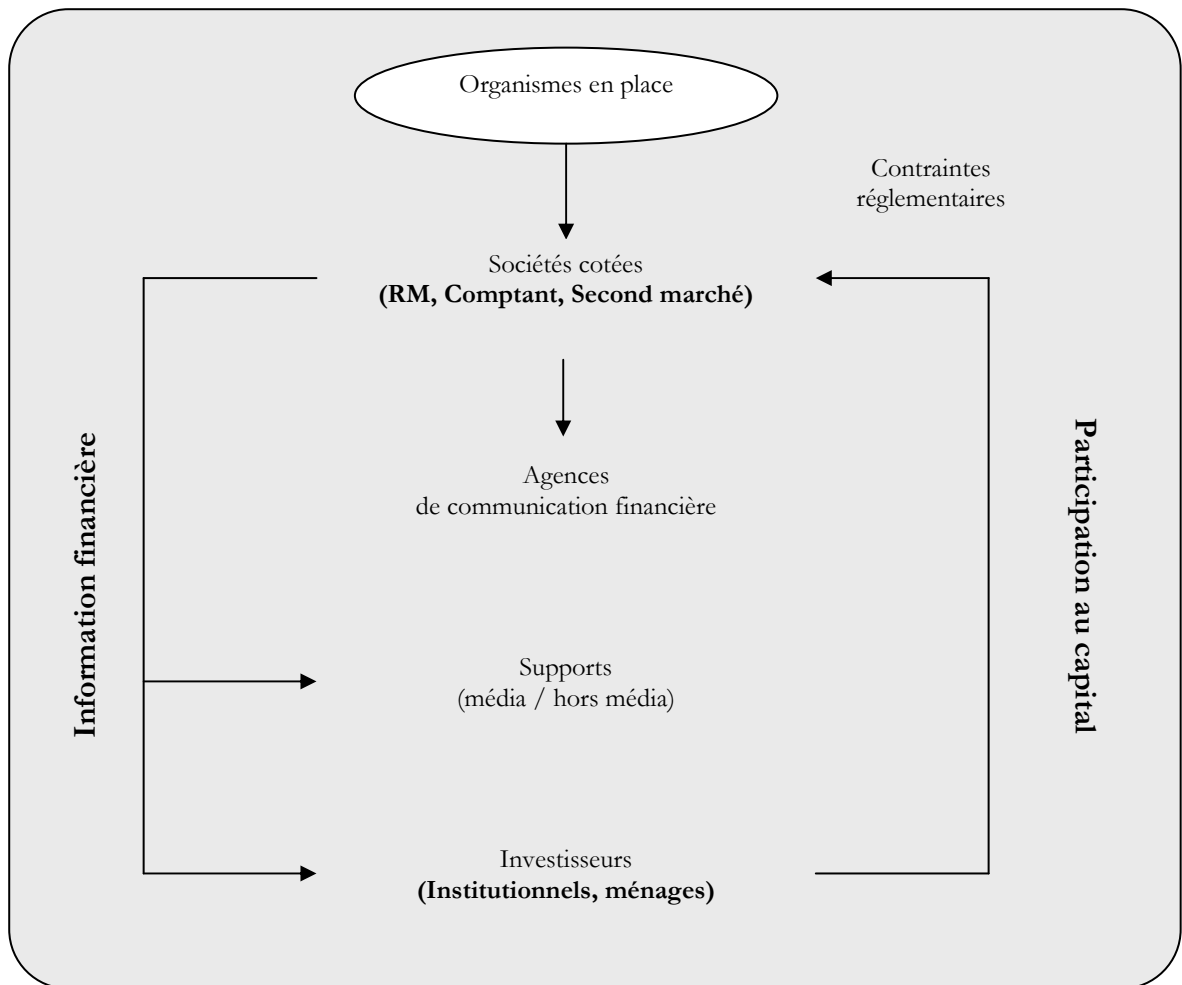 Organismes en place
Contraintes
réglementaires
Sociétés cotées
(RM, Comptant, Second marché)
Information financière
Participation au capital
Agences
de communication financière
Supports
(média / hors média)
Investisseurs
(Institutionnels, ménages)